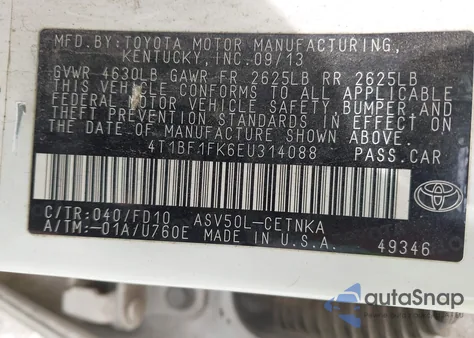 MFD.BY:TOYOTA MOTOR MANUFACTURING,
KENTUCKY, INC.09/13
GVWR 4630LB GAWR FR 2625LB RR 2625LB
THIS VEHICLE CONFORMS TO ALL APPLICABLE
FEDERAL MOTOR VEHICLE SAFETY, BUMPER, AND
THEFT PREVENTION STANDARDS IN EFFECT ON
THE DATE OF MANUFACTURE SHOWN ABOVE.
4T1BF1FK6EU314088 PASS.CAR
TOYOTA
C/TR:040/FD10 ASV50L-CETNKA
A/TM:-01A/U760E MADE IN U.S.A. 49346
autoSnap